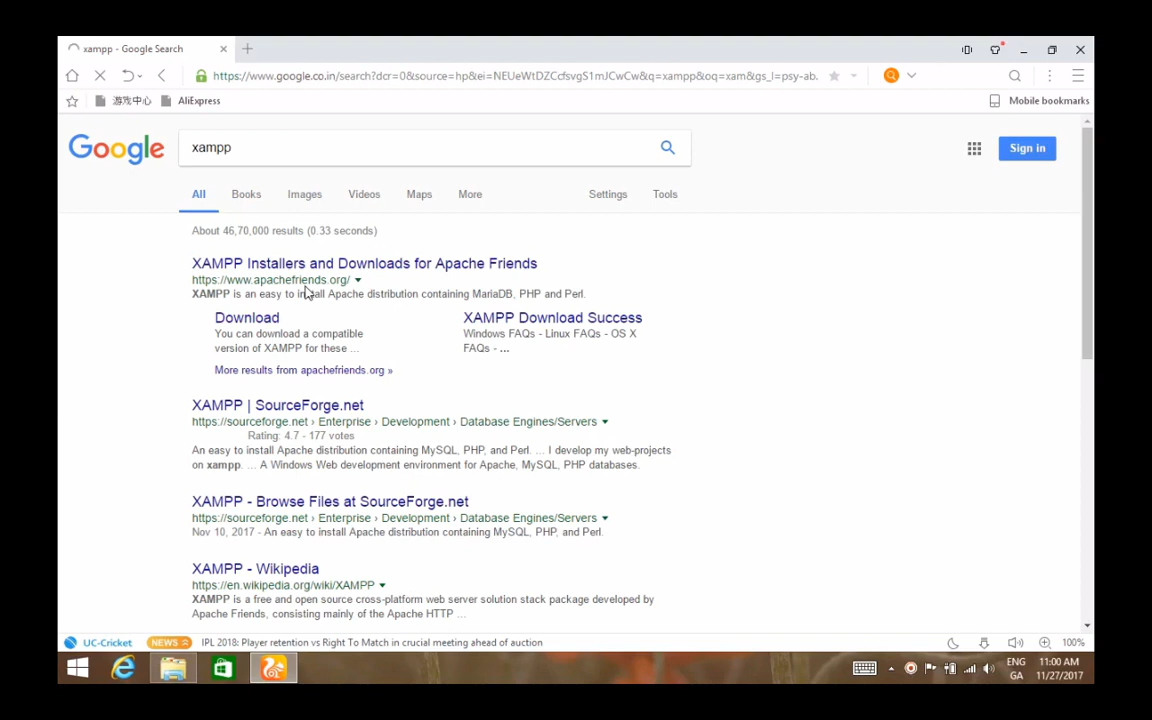 xampp - Google Search
https://www.google.co.in/search?dcr=0&source=hp&ei=NEUeWtDZCcfsvgS1mJCwCw&q=xampp&oq=xam&gs_l=psy-ab.
游戏中心
AliExpress
Mobile bookmarks
Google
xampp
Sign in
All
Books
Images
Videos
Maps
More
Settings
Tools
About 46,70,000 results (0.33 seconds)
XAMPP Installers and Downloads for Apache Friends
https://www.apachefriends.org/
XAMPP is an easy to install Apache distribution containing MariaDB, PHP and Perl.
Download
XAMPP Download Success
You can download a compatible
Windows FAQs - Linux FAQs - OS X
version of XAMPP for these ...
FAQs - ...
More results from apachefriends.org »
XAMPP | SourceForge.net
https://sourceforge.net › Enterprise › Development › Database Engines/Servers
Rating: 4.7 - 177 votes
An easy to install Apache distribution containing MySQL, PHP, and Perl. ... I develop my web-projects
on xampp. ... A Windows Web development environment for Apache, MySQL, PHP databases.
XAMPP - Browse Files at SourceForge.net
https://sourceforge.net › Enterprise › Development › Database Engines/Servers
Nov 10, 2017 - An easy to install Apache distribution containing MySQL, PHP, and Perl.
XAMPP - Wikipedia
https://en.wikipedia.org/wiki/XAMPP
XAMPP is a free and open source cross-platform web server solution stack package developed by
Apache Friends, consisting mainly of the Apache HTTP ...
UC-Cricket
NEWS
IPL 2018: Player retention vs Right To Match in crucial meeting ahead of auction
100%
ENG
11:00 AM
GA
11/27/2017